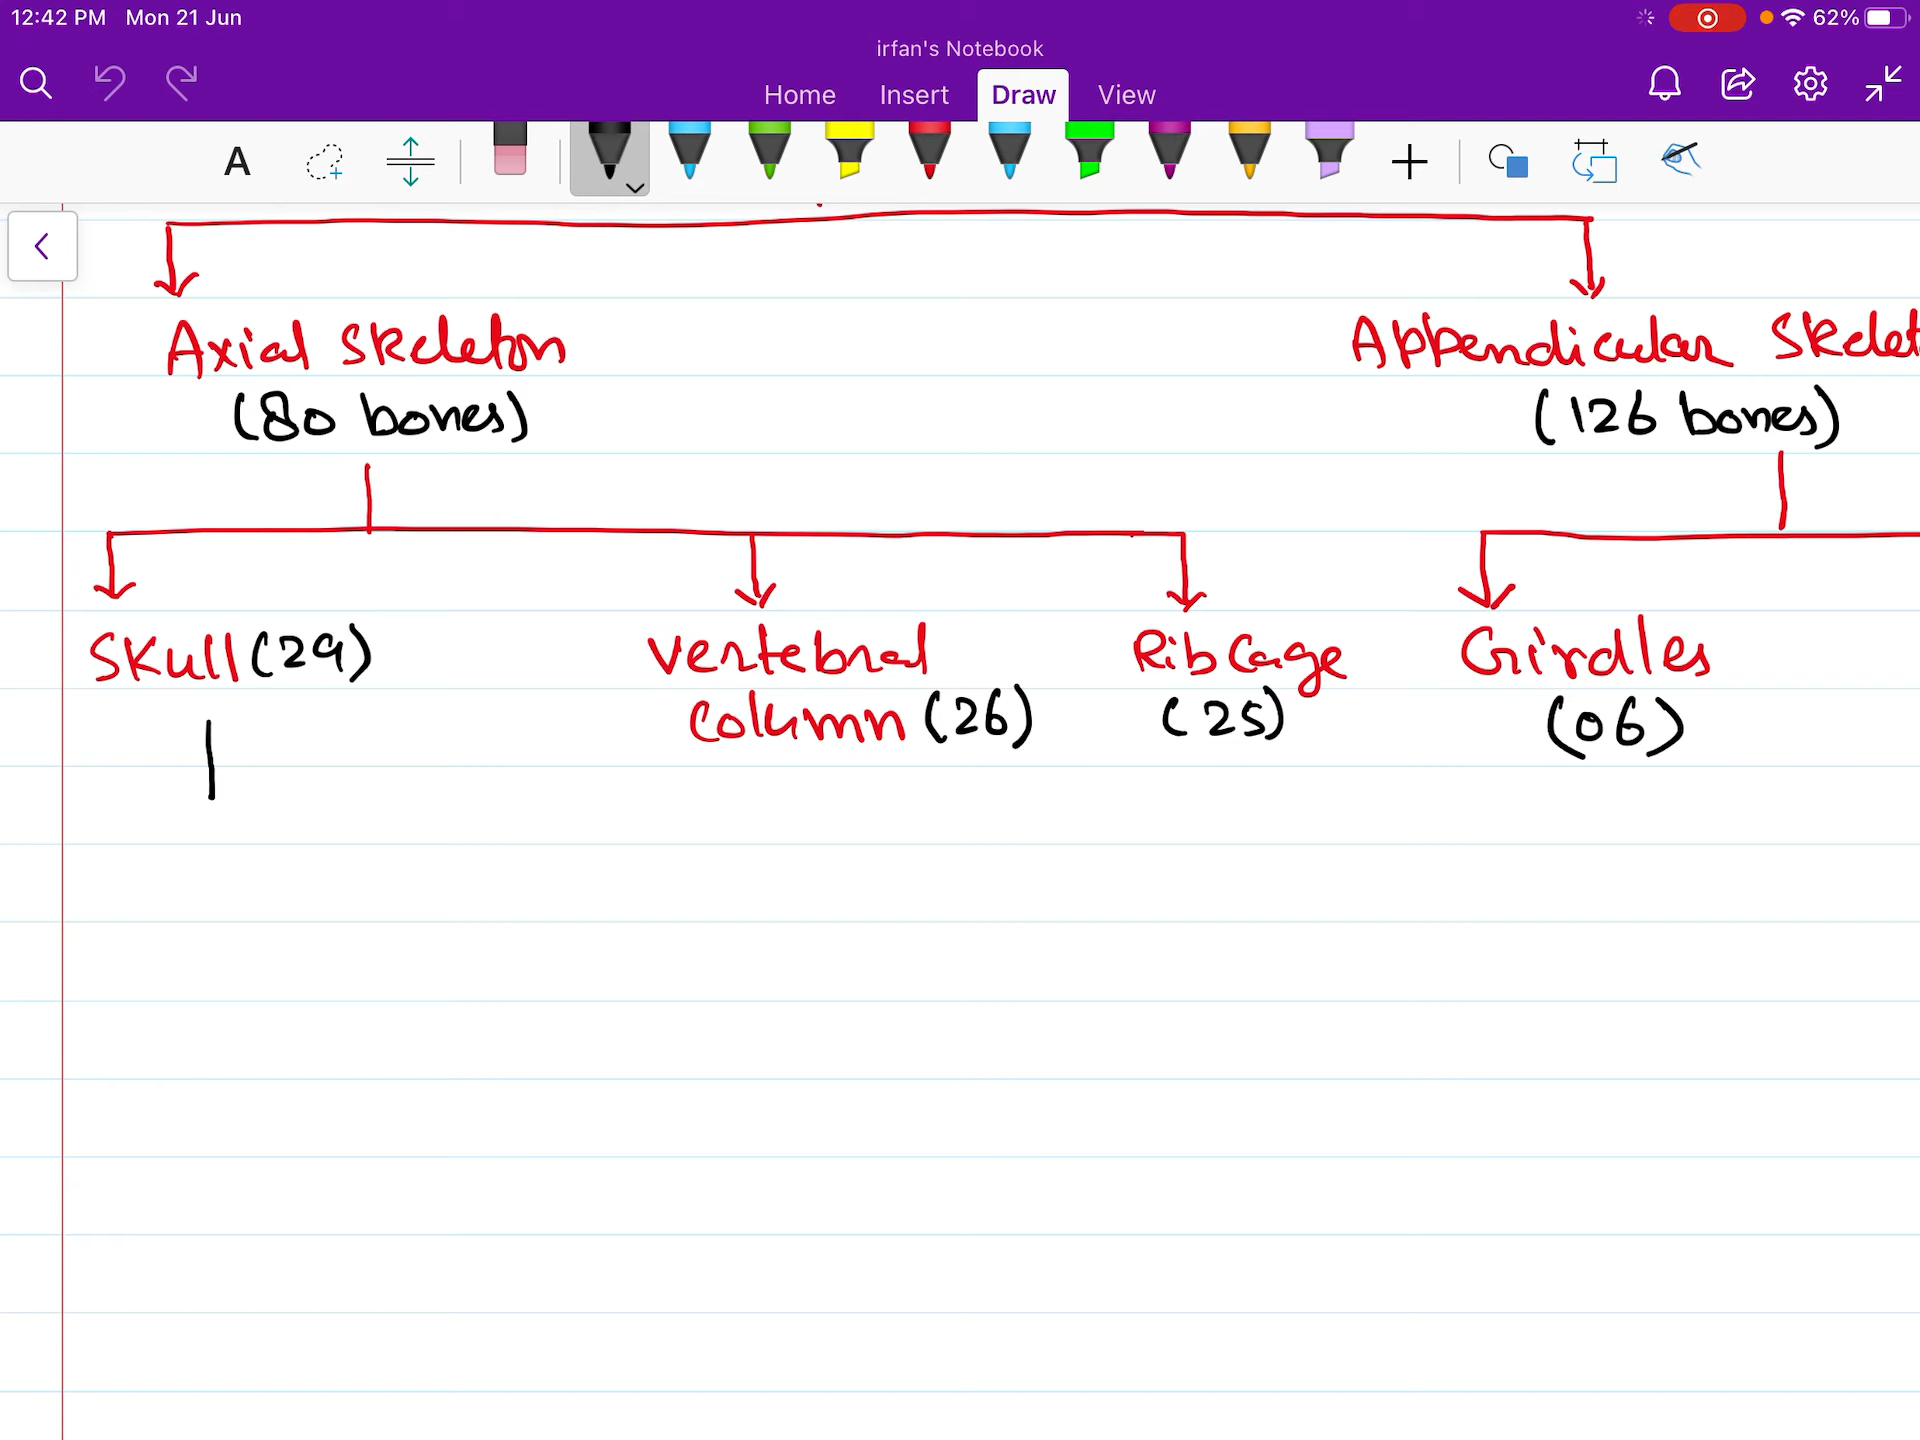 12:42 PM Mon 21 Jun
62%
irfan's Notebook
Home Insert Draw View
A
Axial Skeleton
(80 bones)
Appendicular Skelet
(126 bones)
Skull (29)
Vertebral
Column (26)
Rib Cage
(25)
Girdles
(06)